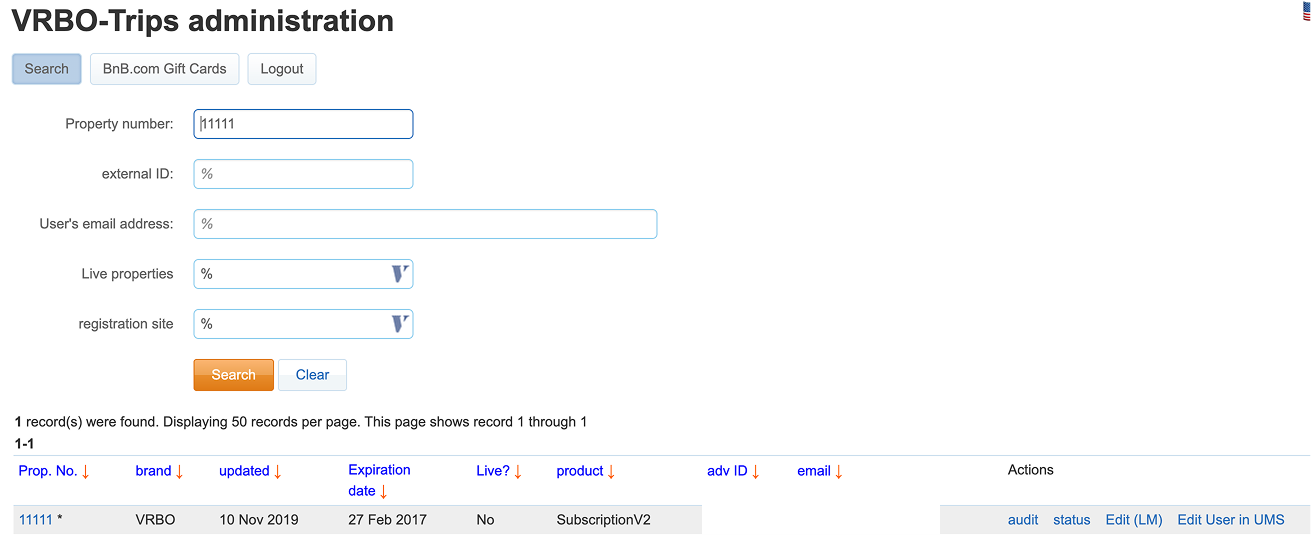 VRBO-Trips administration
Search BnB.com Gift Cards Logout
Property number: 11111
external ID: %
User's email address: %
Live properties %
registration site %
Search Clear
1 record(s) were found. Displaying 50 records per page. This page shows record 1 through 1
1-1
Prop. No. ↓ brand ↓ updated ↓ Expiration date ↓ Live? ↓ product ↓ adv ID ↓ email ↓ Actions
11111 * VRBO 10 Nov 2019 27 Feb 2017 No SubscriptionV2 audit status Edit (LM) Edit User in UMS